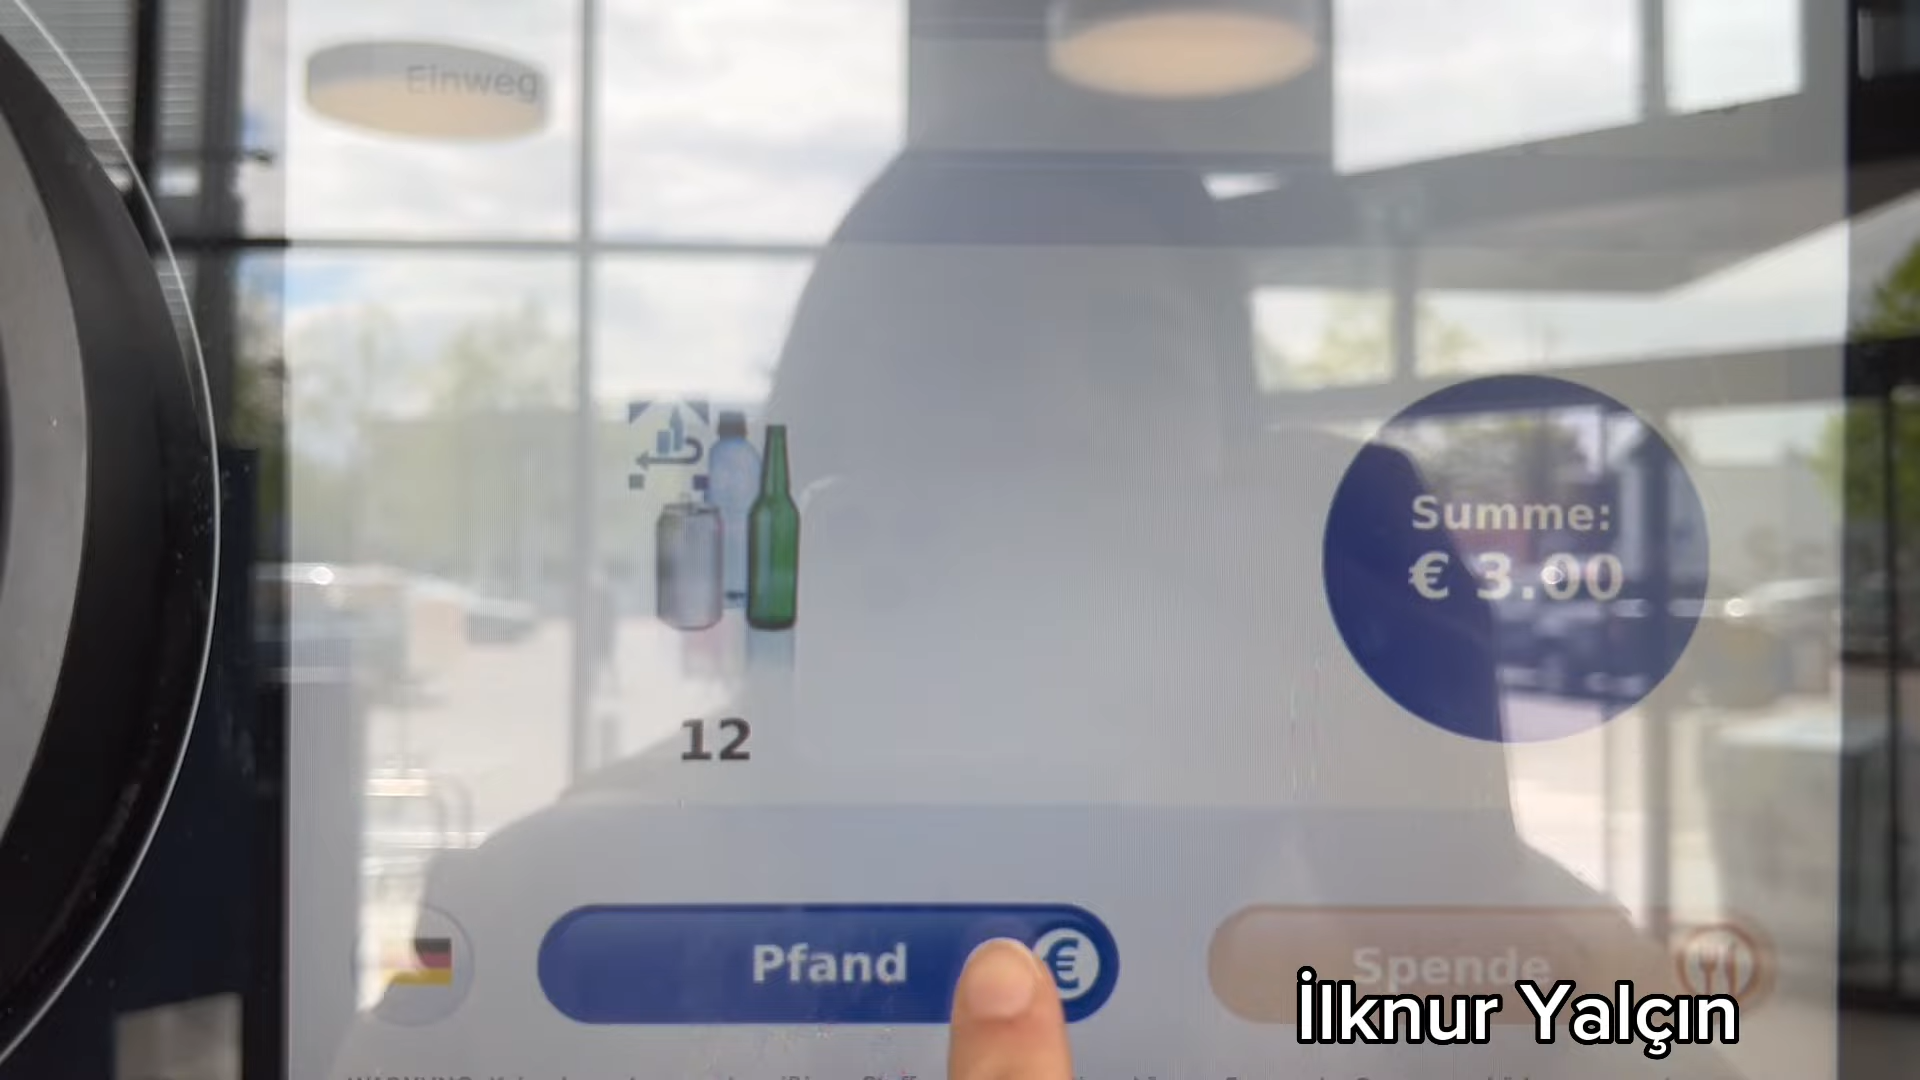 Einweg
Summe:
€ 3.00
12
Pfand €
Spende
İlknur Yalçın